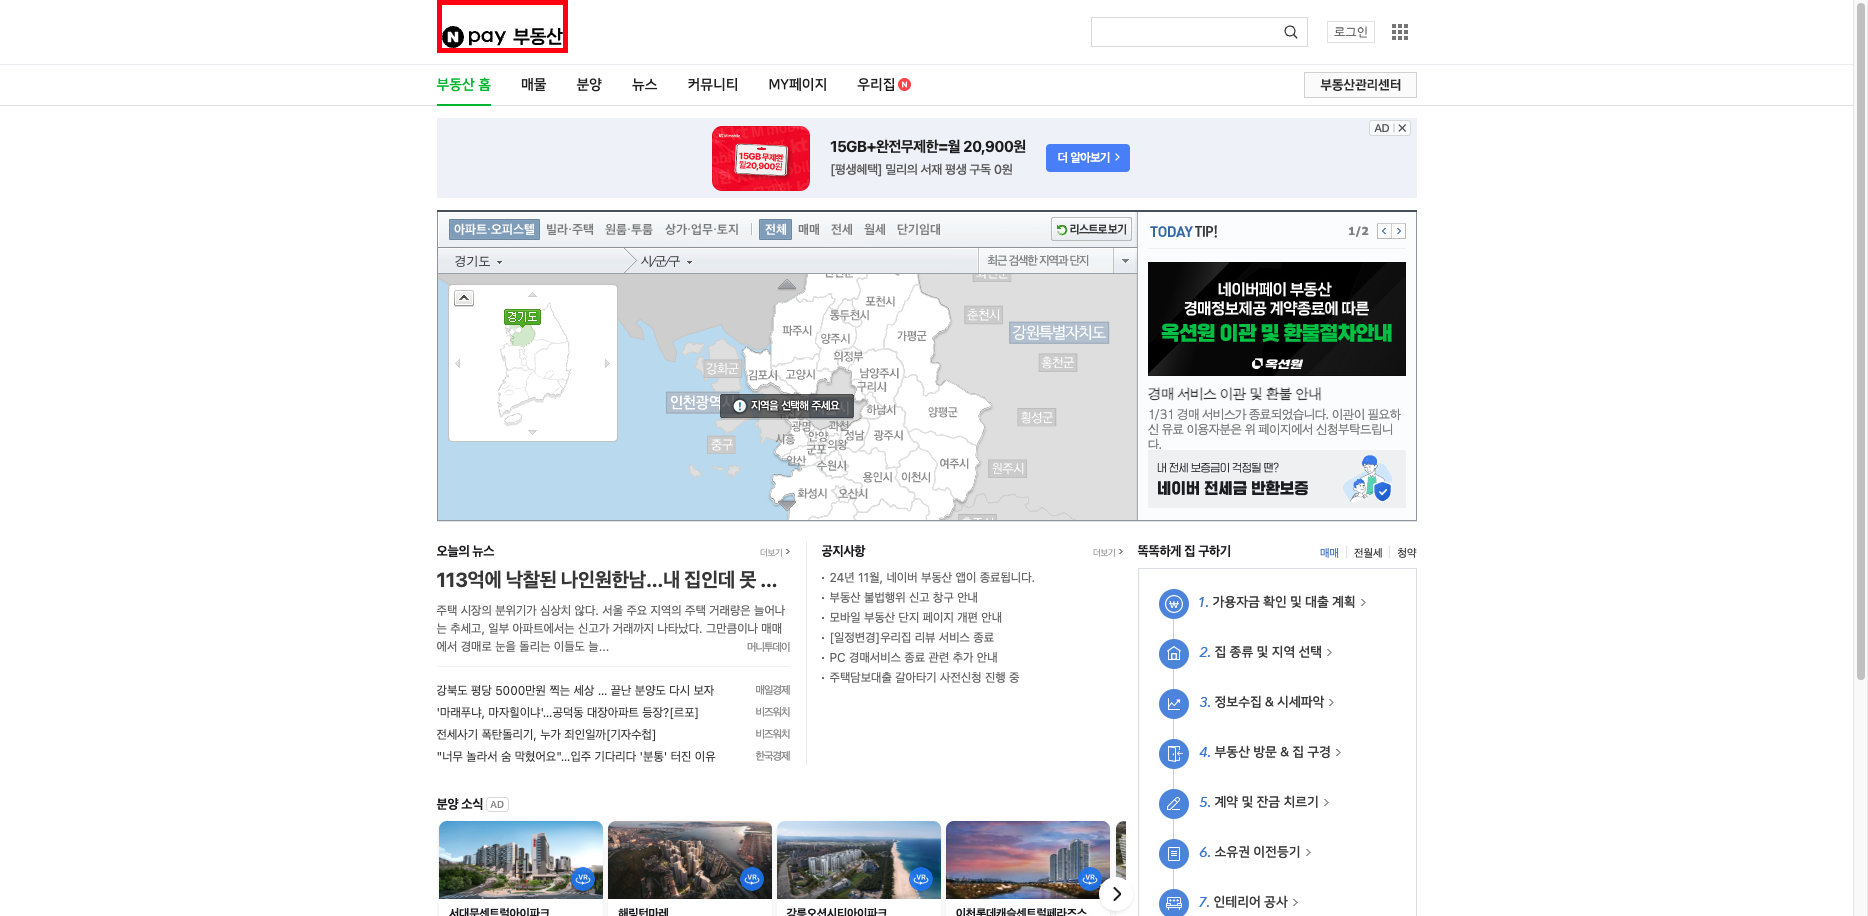 N pay 부동산
로그인
부동산 홈
매물
분양
뉴스
커뮤니티
MY페이지
우리집 N
부동산관리센터
15GB 무제한
월20,900원
15GB+완전무제한=월 20,900원
[평생혜택] 밀리의 서재 평생 구독 0원
더 알아보기
AD
아파트·오피스텔
빌라·주택
원룸·투룸
상가·업무·토지
전체
매매
전세
월세
단기임대
리스트로보기
경기도
시/군/구
최근 검색한 지역과 단지
경기도
포천시
동두천시
파주시
양주시
가평군
의정부
춘천시
강원특별자치도
홍천군
강화군
김포시
고양시
남양주시
구리시
인천광역시
지역을 선택해 주세요
하남시
양평군
횡성군
광명
과천
시흥
안양
성남
광주시
중구
군포
의왕
안산
수원시
여주시
원주시
용인시
이천시
화성시
오산시
TODAY TIP!
1/2
네이버페이 부동산
경매정보제공 계약종료에 따른
옥션원 이관 및 환불절차안내
옥션원
경매 서비스 이관 및 환불 안내
1/31 경매 서비스가 종료되었습니다. 이관이 필요하
신 유료 이용자분은 위 페이지에서 신청부탁드립니
다.
내 전세 보증금이 걱정될 땐?
네이버 전세금 반환보증
오늘의 뉴스
더보기
113억에 낙찰된 나인원한남...내 집인데 못 ...
주택 시장의 분위기가 심상치 않다. 서울 주요 지역의 주택 거래량은 늘어나
는 추세고, 일부 아파트에서는 신고가 거래까지 나타났다. 그만큼이나 매매
에서 경매로 눈을 돌리는 이들도 늘...
머니투데이
강북도 평당 5000만원 찍는 세상 ... 끝난 분양도 다시 보자
매일경제
'마래푸냐, 마자힐이냐'...공덕동 대장아파트 등장?[르포]
비즈워치
전세사기 폭탄돌리기, 누가 죄인일까[기자수첩]
비즈워치
"너무 놀라서 숨 막혔어요"...입주 기다리다 '분통' 터진 이유
한국경제
공지사항
더보기
24년 11월, 네이버 부동산 앱이 종료됩니다.
부동산 불법행위 신고 창구 안내
모바일 부동산 단지 페이지 개편 안내
[일정변경]우리집 리뷰 서비스 종료
PC 경매서비스 종료 관련 추가 안내
주택담보대출 갈아타기 사전신청 진행 중
똑똑하게 집 구하기
매매
전월세
청약
1. 가용자금 확인 및 대출 계획
2. 집 종류 및 지역 선택
3. 정보수집 & 시세파악
4. 부동산 방문 & 집 구경
5. 계약 및 잔금 치르기
6. 소유권 이전등기
7. 인테리어 공사
분양 소식 AD
VR
VR
VR
VR
서대문센트럴아이파크
해링턴마레
강릉오션시티아이파크
이천롯데캐슬센트럴페라즈스